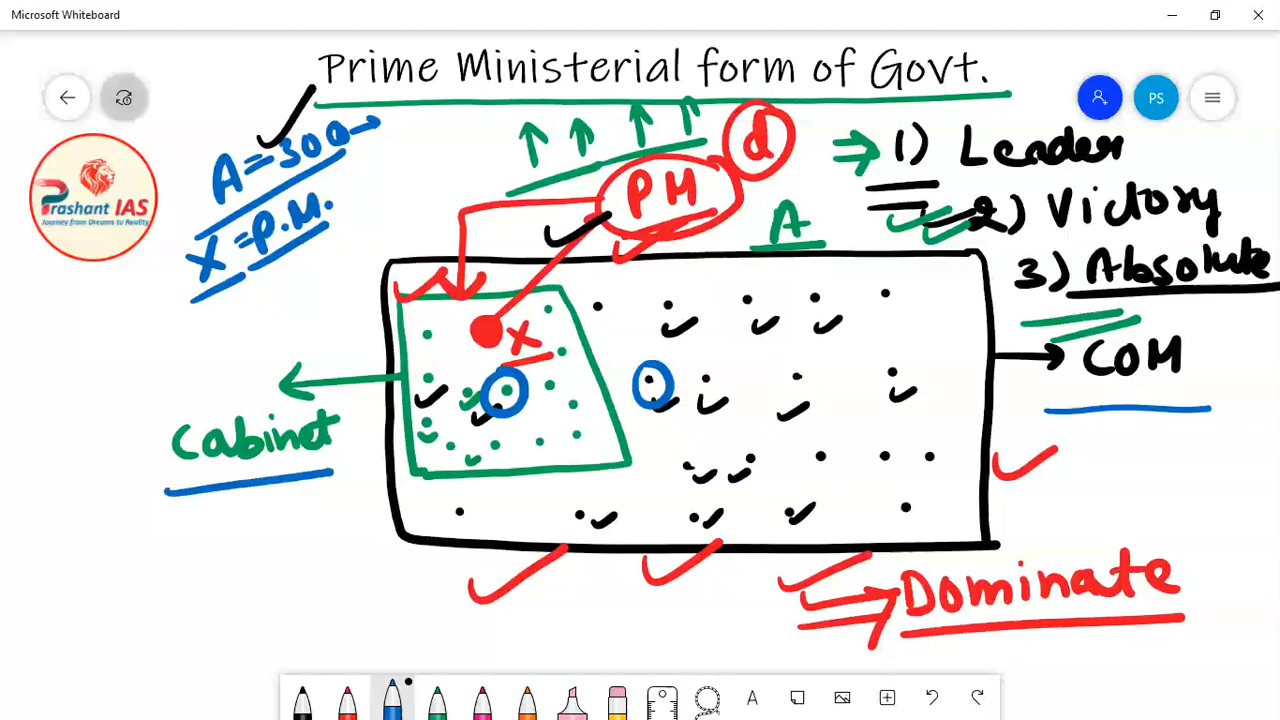 Microsoft Whiteboard
Prime Ministerial form of Govt.
A = 300
X = P.M.
Prashant IAS
Journey from Dreams to Reality
PM
d
A
1) Leader
2) Victory
3) Absolute
PS
X
COM
Cabinet
Dominate
A